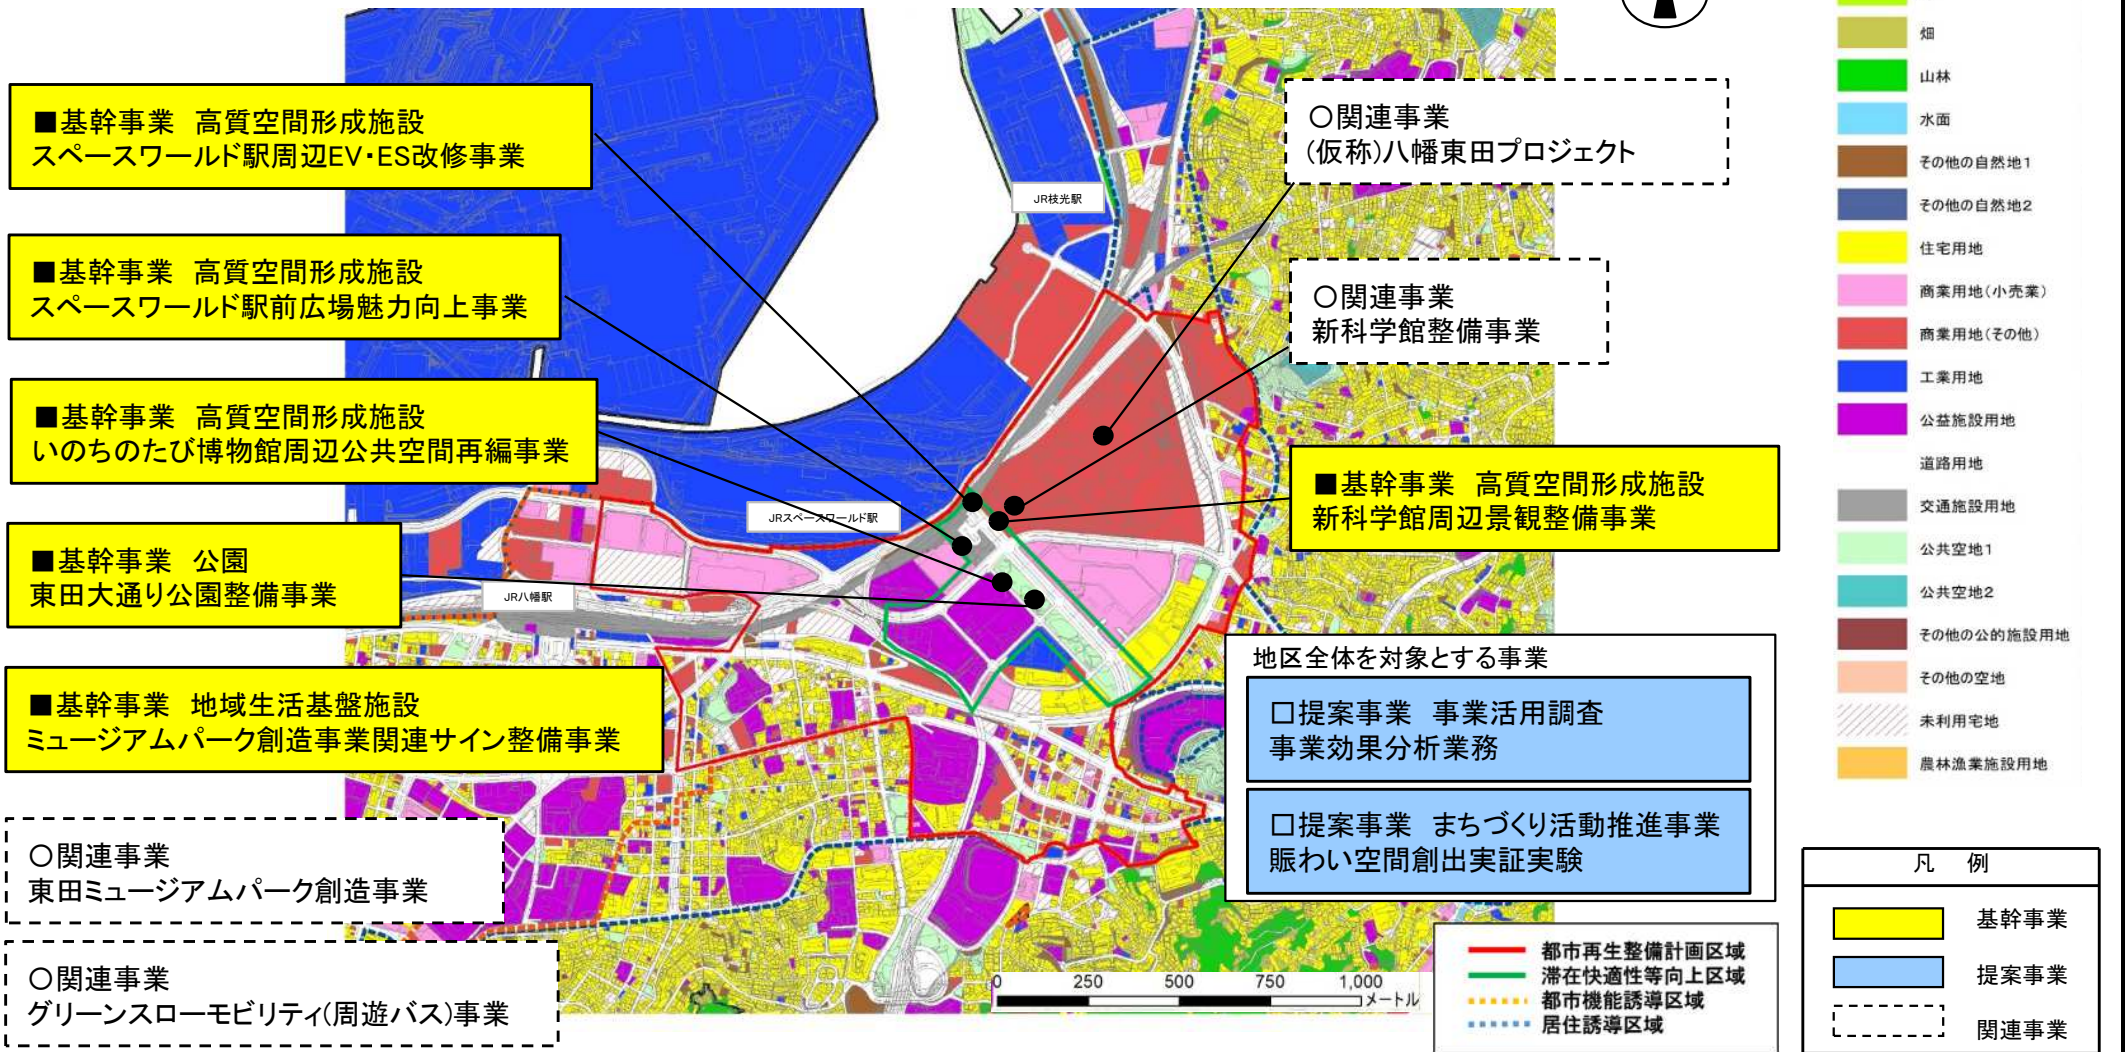 ■基幹事業 高質空間形成施設
スペースワールド駅周辺EV・ES改修事業
■基幹事業 高質空間形成施設
スペースワールド駅前広場魅力向上事業
■基幹事業 高質空間形成施設
いのちのたび博物館周辺公共空間再編事業
■基幹事業 公園
東田大通り公園整備事業
■基幹事業 地域生活基盤施設
ミュージアムパーク創造事業関連サイン整備事業
○関連事業
東田ミュージアムパーク創造事業
○関連事業
グリーンスローモビリティ(周遊バス)事業
JR枝光駅
JRスペースワールド駅
JR八幡駅
○関連事業
(仮称)八幡東田プロジェクト
○関連事業
新科学館整備事業
■基幹事業 高質空間形成施設
新科学館周辺景観整備事業
地区全体を対象とする事業
□提案事業 事業活用調査
事業効果分析業務
□提案事業 まちづくり活動推進事業
賑わい空間創出実証実験
0 250 500 750 1,000
メートル
都市再生整備計画区域
滞在快適性等向上区域
都市機能誘導区域
居住誘導区域
畑
山林
水面
その他の自然地1
その他の自然地2
住宅用地
商業用地(小売業)
商業用地(その他)
工業用地
公益施設用地
道路用地
交通施設用地
公共空地1
公共空地2
その他の公的施設用地
その他の空地
未利用宅地
農林漁業施設用地
凡 例
基幹事業
提案事業
関連事業